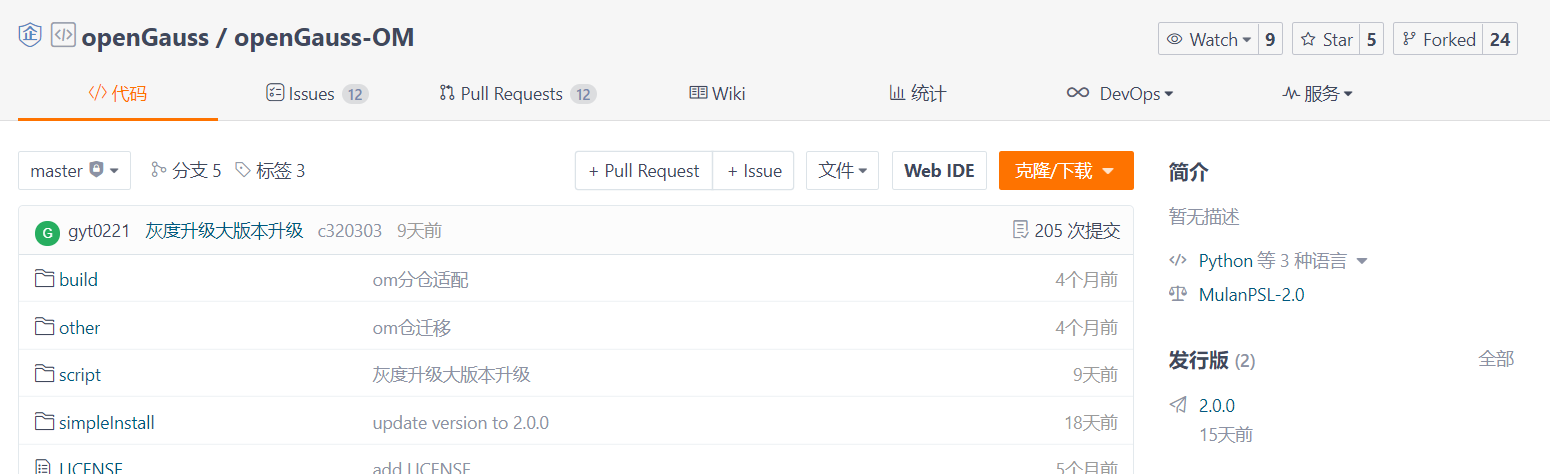 企 openGauss / openGauss-OM
Watch 9 Star 5 Forked 24
代码 Issues 12 Pull Requests 12 Wiki 统计 DevOps 服务
master 分支 5 标签 3 + Pull Request + Issue 文件 Web IDE 克隆/下载
G gyt0221 灰度升级大版本升级 c320303 9天前 205 次提交
build om分仓适配 4个月前
other om仓迁移 4个月前
script 灰度升级大版本升级 9天前
simpleInstall update version to 2.0.0 18天前
LICENSE add LICENSE 5个月前
简介
暂无描述
Python 等 3 种语言
MulanPSL-2.0
发行版 (2) 全部
2.0.0
15天前